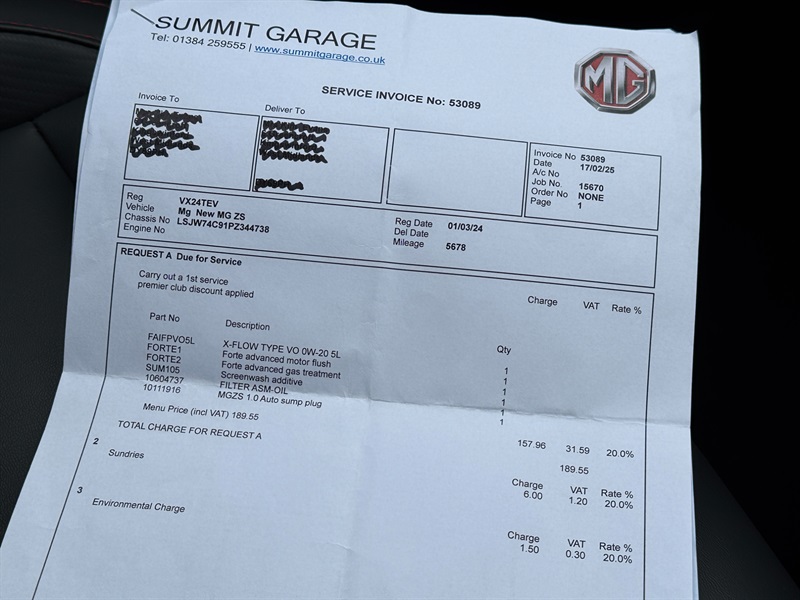 SUMMIT GARAGE
Tel: 01384 259555 | www.summitgarage.co.uk
MG
SERVICE INVOICE No: 53089
Invoice To
Deliver To
Invoice No 53089
Date 17/02/25
A/c No
Job No. 15670
Order No NONE
Page 1
Reg VX24TEV
Vehicle Mg New MG ZS
Chassis No LSJW74C91PZ344738
Engine No
Reg Date 01/03/24
Del Date
Mileage 5678
REQUEST A Due for Service
Carry out a 1st service
premier club discount applied
Charge VAT Rate %
Part No Description Qty
FAIFPVO5L X-FLOW TYPE VO 0W-20 5L 1
FORTE1 Forte advanced motor flush 1
FORTE2 Forte advanced gas treatment 1
SUM105 Screenwash additive 1
10604737 FILTER ASM-OIL 1
10111916 MGZS 1.0 Auto sump plug 1
Menu Price (incl VAT) 189.55 157.96 31.59 20.0%
TOTAL CHARGE FOR REQUEST A 189.55
2 Charge VAT Rate %
Sundries 6.00 1.20 20.0%
3 Charge VAT Rate %
Environmental Charge 1.50 0.30 20.0%